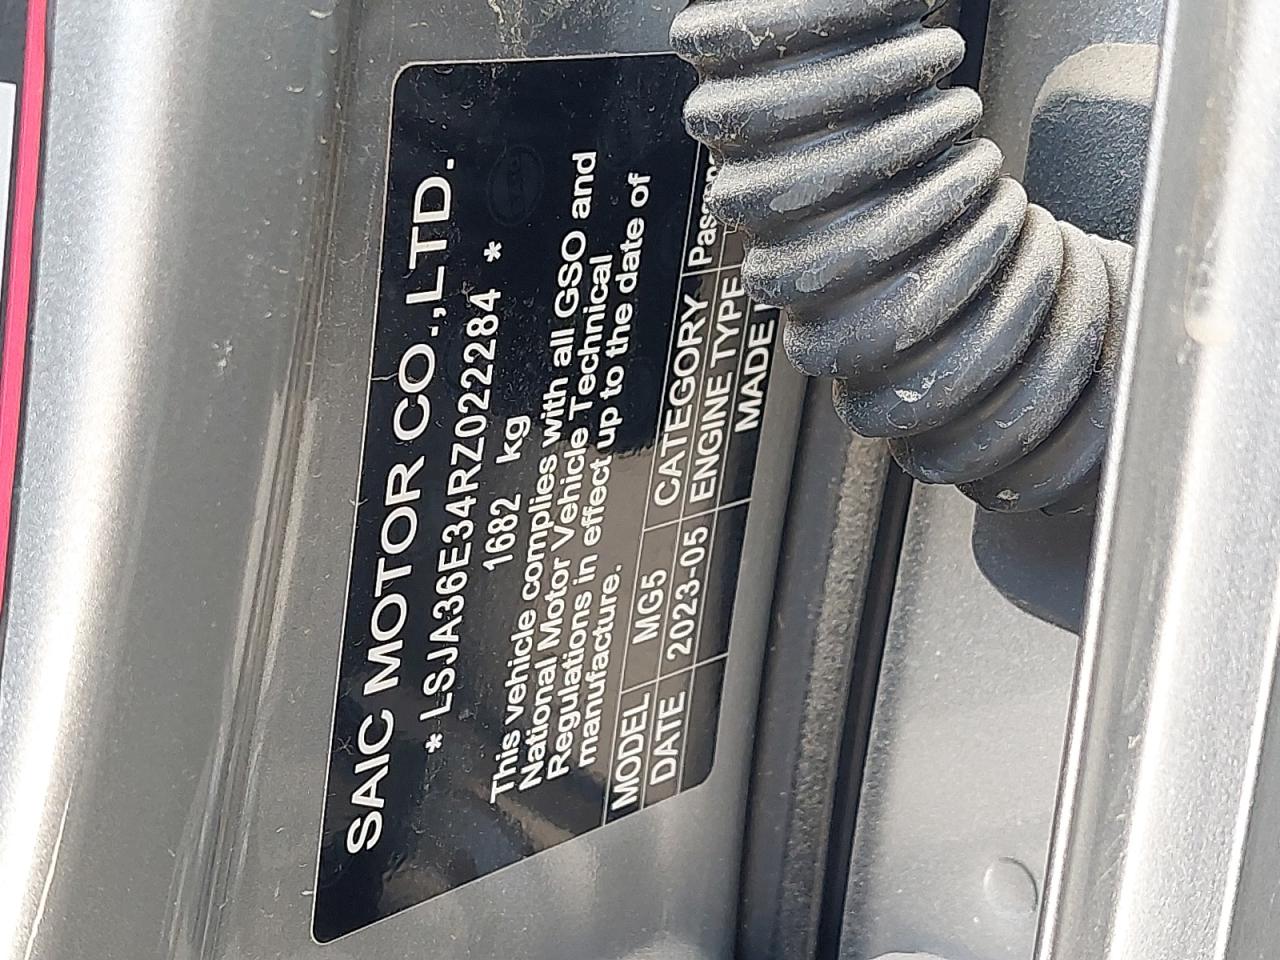 SAIC MOTOR CO.,LTD.
* LSJA36E34RZ022284 *
1682 kg
This vehicle complies with all GSO and
National Motor Vehicle Technical
Regulations in effect up to the date of
manufacture.
MODEL MG5 CATEGORY
DATE 2023-05 ENGINE TYPE
MADE